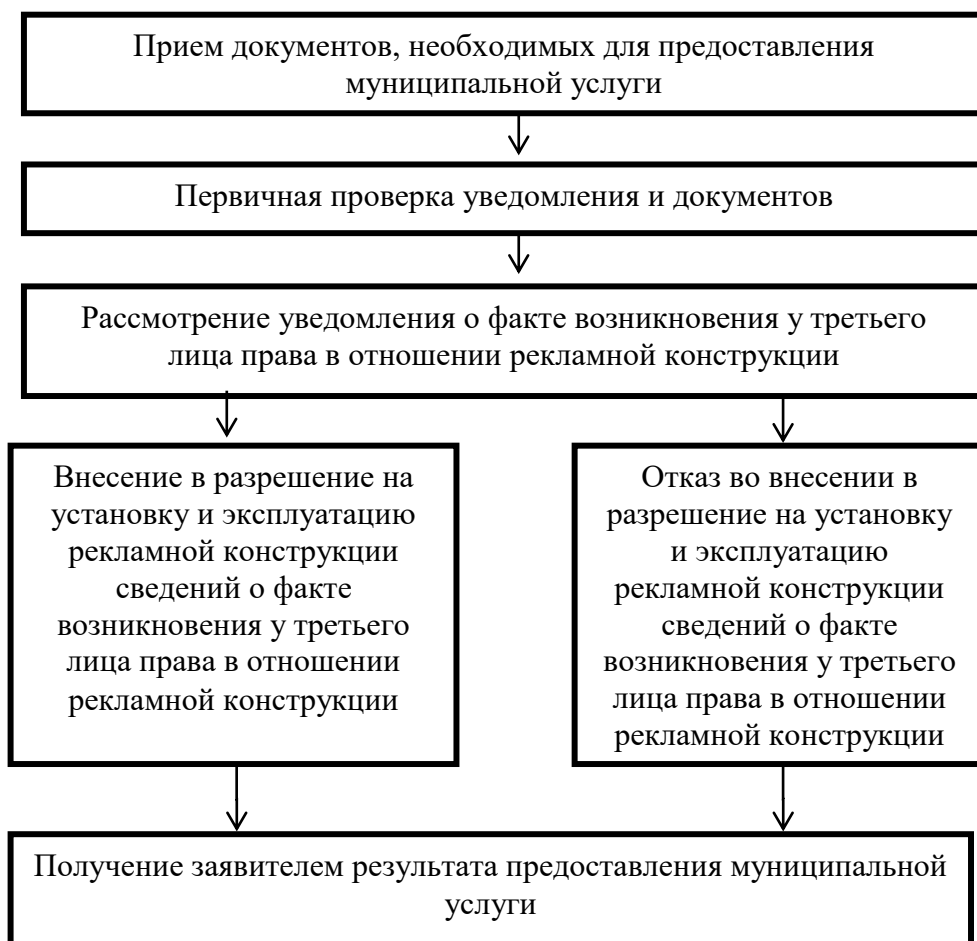 Прием документов, необходимых для предоставления
муниципальной услуги
Первичная проверка уведомления и документов
Рассмотрение уведомления о факте возникновения у третьего
лица права в отношении рекламной конструкции
Внесение в разрешение на
установку и эксплуатацию
рекламной конструкции
сведений о факте
возникновения у третьего
лица права в отношении
рекламной конструкции
Отказ во внесении в
разрешение на установку
и эксплуатацию
рекламной конструкции
сведений о факте
возникновения у третьего
лица права в отношении
рекламной конструкции
Получение заявителем результата предоставления муниципальной
услуги